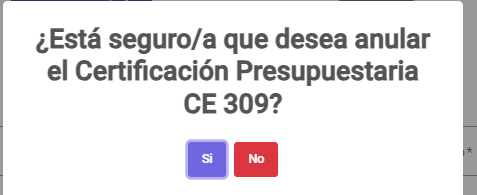 ¿Está seguro/a que desea anular
el Certificación Presupuestaria
CE 309?
Si
No